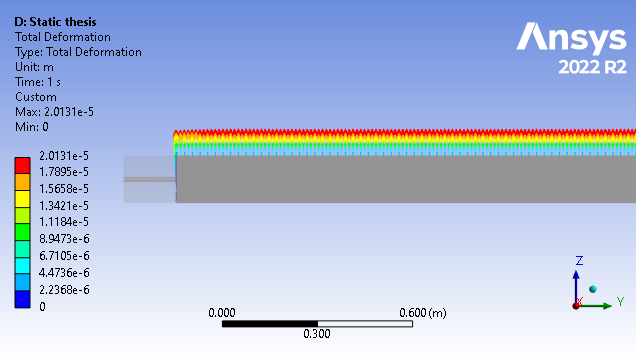 D: Static thesis
Total Deformation
Type: Total Deformation
Unit: m
Time: 1 s
Custom
Max: 2.0131e-5
Min: 0
Ansys
2022 R2
2.0131e-5
1.7895e-5
1.5658e-5
1.3421e-5
1.1184e-5
8.9473e-6
6.7105e-6
4.4736e-6
2.2368e-6
0
0.000
0.600 (m)
0.300
Z
X
Y